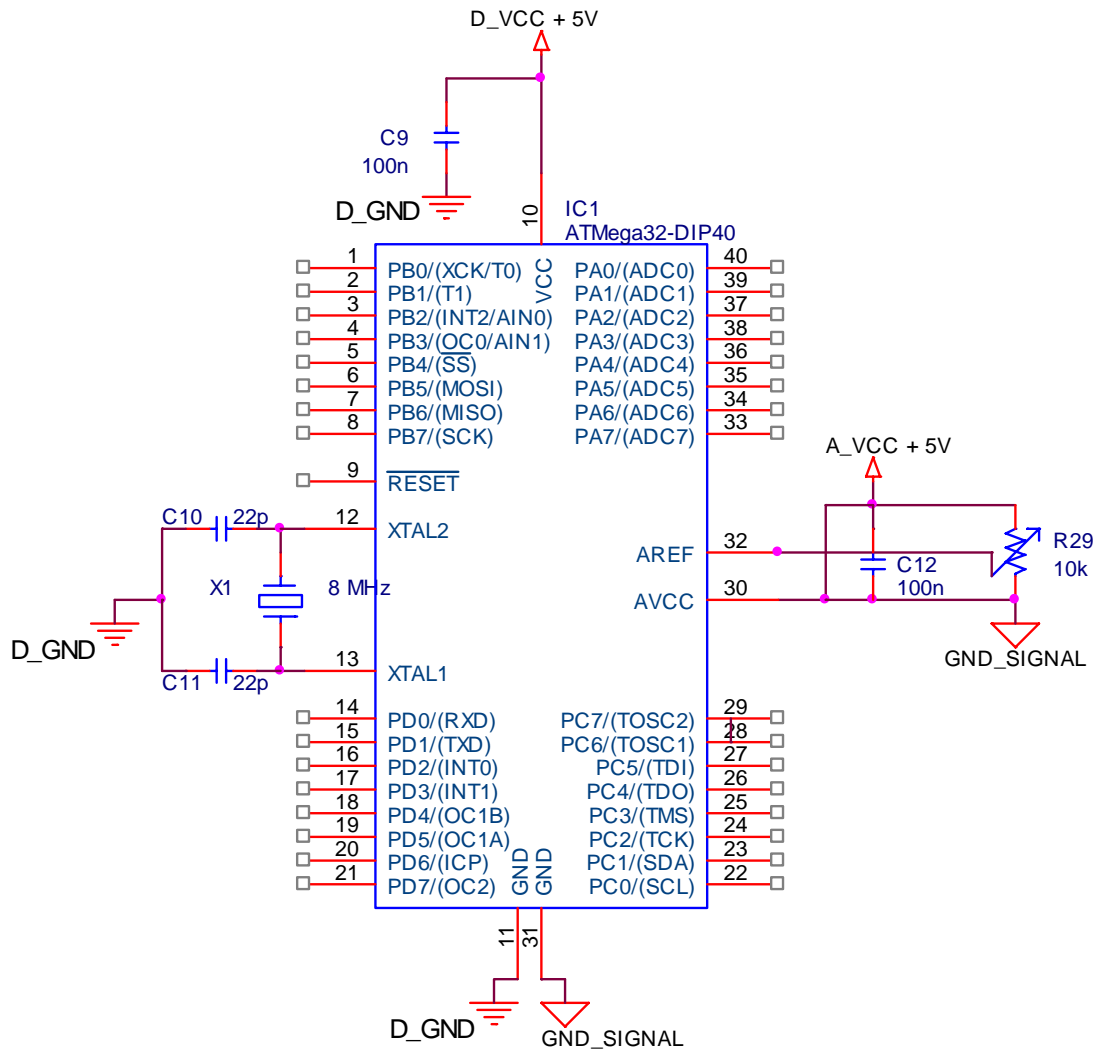 D_VCC + 5V
C9
100n
D_GND
10
IC1
ATMega32-DIP40
VCC
1 PB0/(XCK/T0)
2 PB1/(T1)
3 PB2/(INT2/AIN0)
4 PB3/(OC0/AIN1)
5 PB4/(SS)
6 PB5/(MOSI)
7 PB6/(MISO)
8 PB7/(SCK)
9 RESET
12 XTAL2
13 XTAL1
14 PD0/(RXD)
15 PD1/(TXD)
16 PD2/(INT0)
17 PD3/(INT1)
18 PD4/(OC1B)
19 PD5/(OC1A)
20 PD6/(ICP)
21 PD7/(OC2)
PA0/(ADC0) 40
PA1/(ADC1) 39
PA2/(ADC2) 37
PA3/(ADC3) 38
PA4/(ADC4) 36
PA5/(ADC5) 35
PA6/(ADC6) 34
PA7/(ADC7) 33
AREF 32
AVCC 30
PC7/(TOSC2) 29
PC6/(TOSC1) 28
PC5/(TDI) 27
PC4/(TDO) 26
PC3/(TMS) 25
PC2/(TCK) 24
PC1/(SDA) 23
PC0/(SCL) 22
C10 22p
X1 8 MHz
D_GND
C11 22p
A_VCC + 5V
R29
10k
C12
100n
GND_SIGNAL
GND
GND
11
31
D_GND
GND_SIGNAL